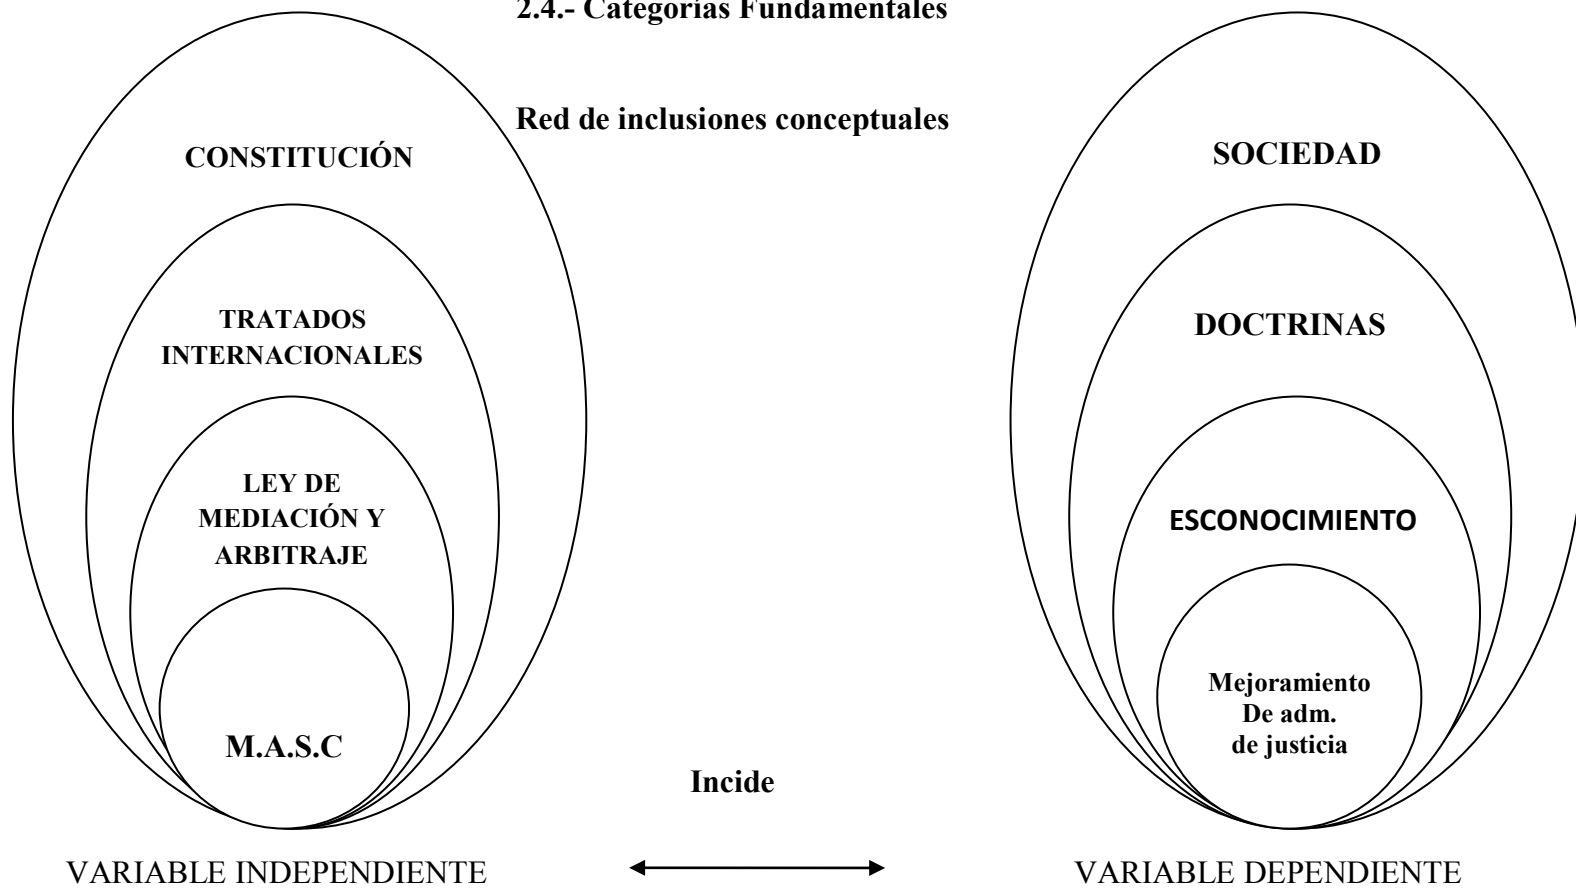 2.4.- Categorías Fundamentales
Red de inclusiones conceptuales
CONSTITUCIÓN
TRATADOS
INTERNACIONALES
LEY DE
MEDIACIÓN Y
ARBITRAJE
M.A.S.C
VARIABLE INDEPENDIENTE
Incide
SOCIEDAD
DOCTRINAS
ESCONOCIMIENTO
Mejoramiento
De adm.
de justicia
VARIABLE DEPENDIENTE